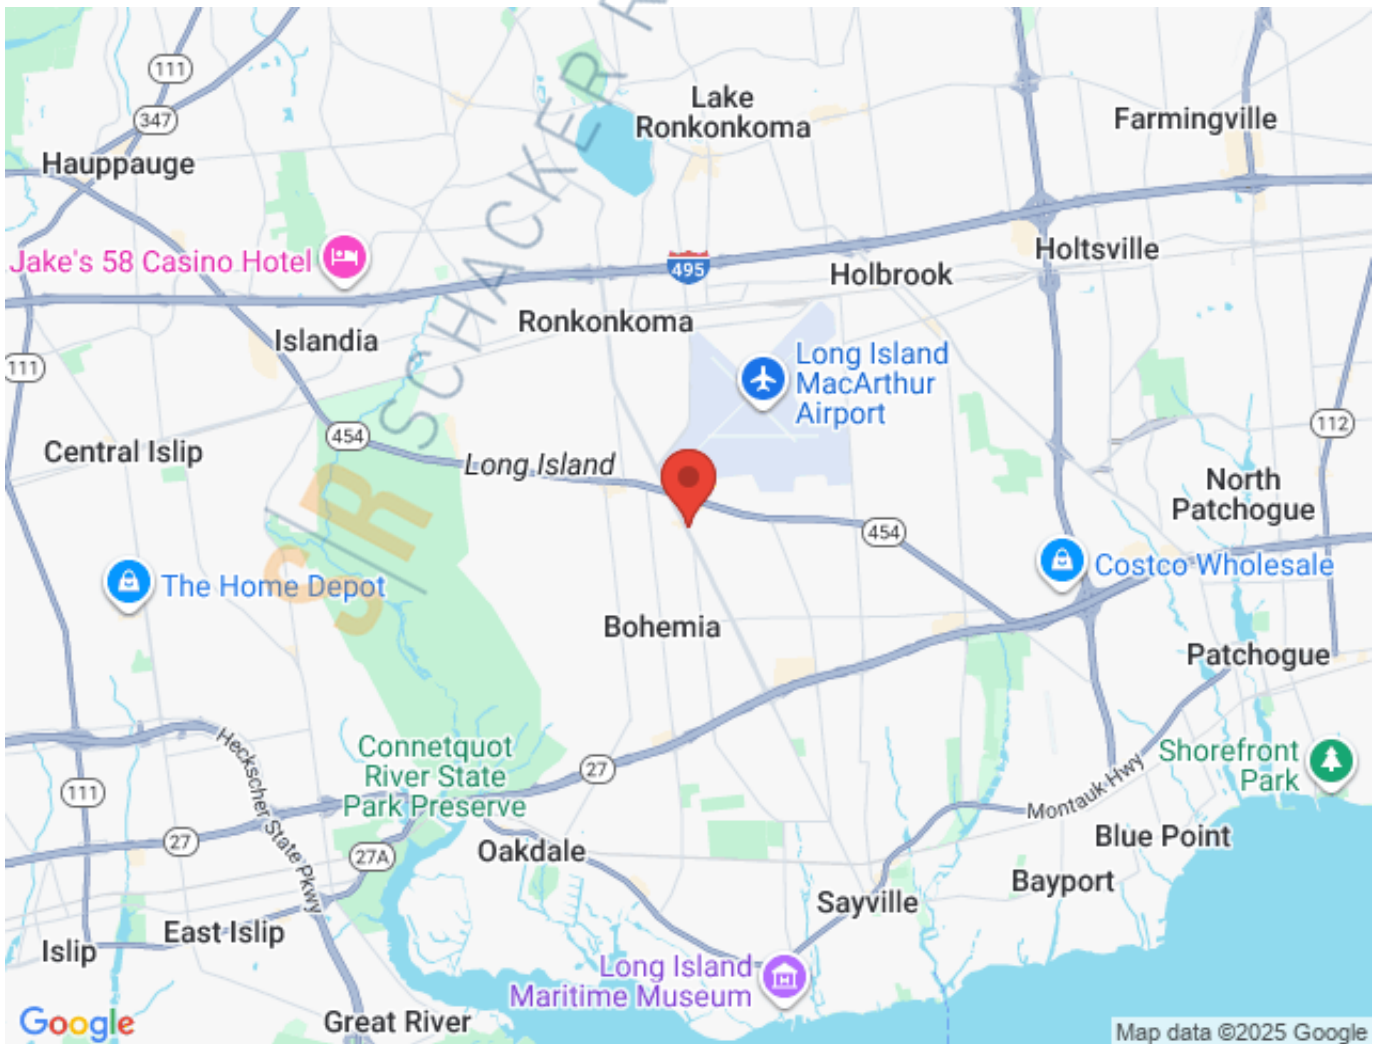 111
347
Hauppauge
Lake
Ronkonkoma
Farmingville
Jake's 58 Casino Hotel
495
Holbrook
Holtsville
Ronkonkoma
Islandia
111
Long Island
MacArthur
Airport
SIR SCHACKER R
454
112
Central Islip
Long Island
North
Patchogue
454
The Home Depot
Costco Wholesale
Bohemia
Patchogue
Heckscher State Pkwy
Connetquot
River State
Park Preserve
27
Shorefront
Park
111
Montauk Hwy
27
27A
Oakdale
Blue Point
Bayport
Sayville
East Islip
Islip
Long Island
Maritime Museum
Great River
Google
Map data ©2025 Google